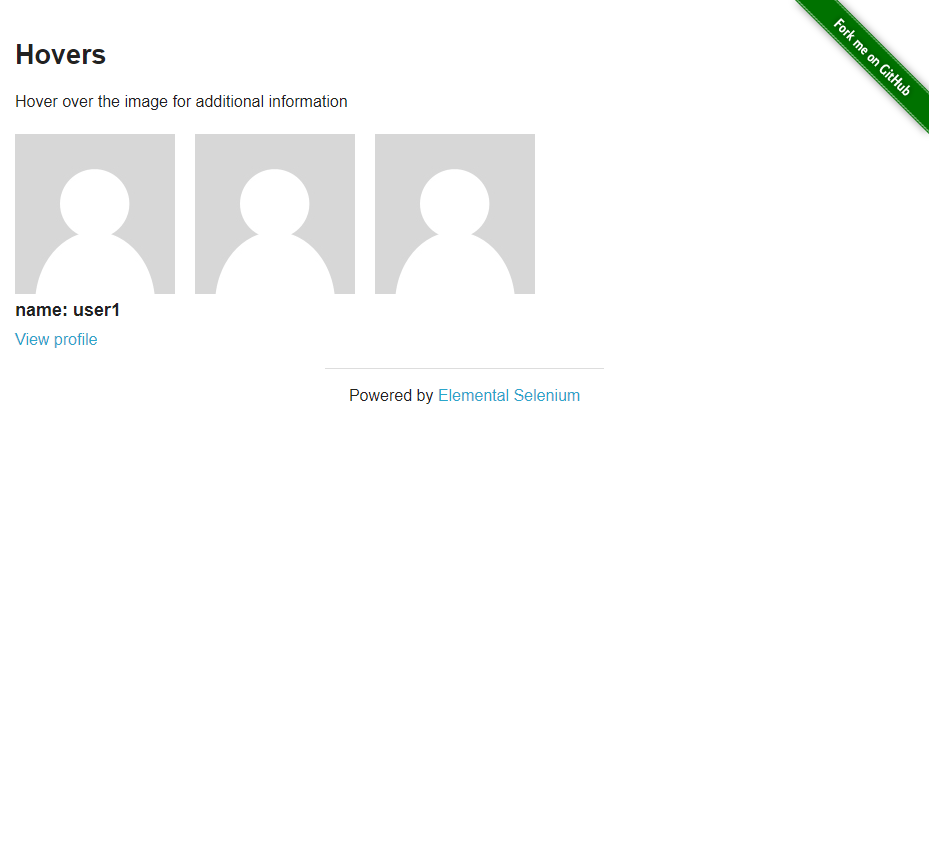 Fork me on GitHub
Hovers
Hover over the image for additional information
name: user1
View profile
Powered by Elemental Selenium